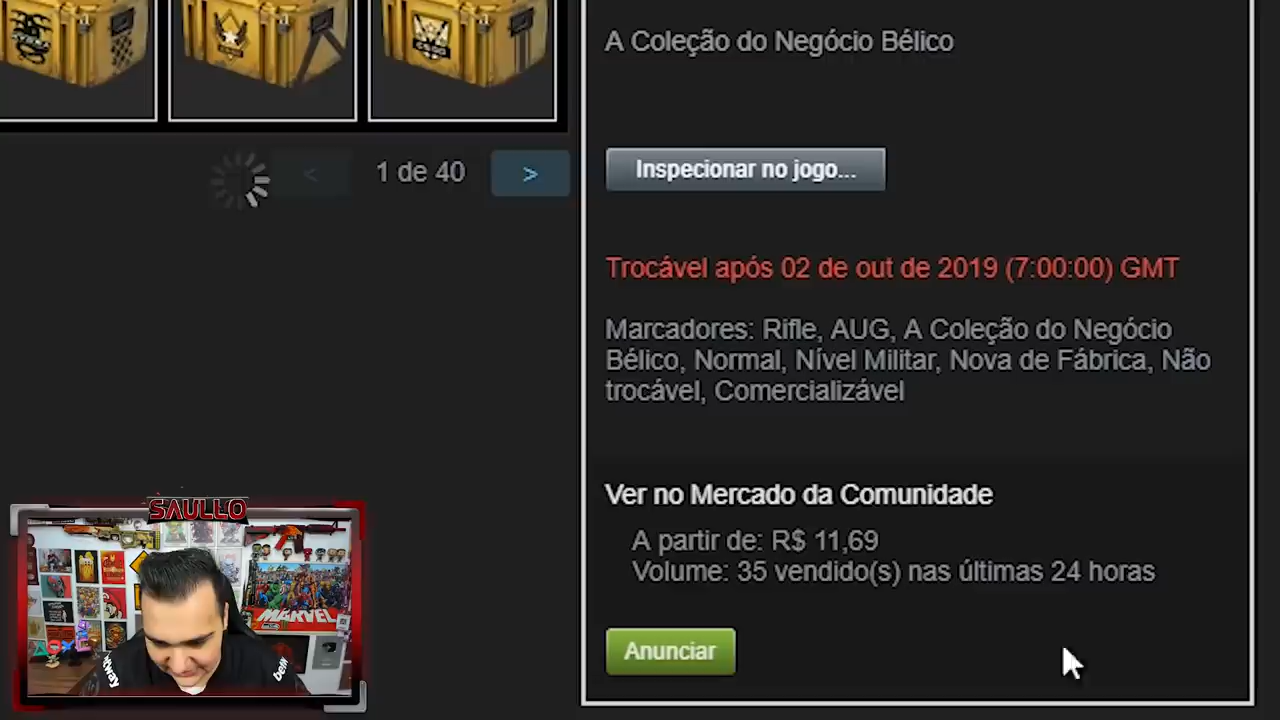 A Coleção do Negócio Bélico
CS:GO
< 1 de 40 >
Inspecionar no jogo...
Trocável após 02 de out de 2019 (7:00:00) GMT
Marcadores: Rifle, AUG, A Coleção do Negócio
Bélico, Normal, Nível Militar, Nova de Fábrica, Não
trocável, Comercializável
Ver no Mercado da Comunidade
A partir de: R$ 11,69
Volume: 35 vendido(s) nas últimas 24 horas
Anunciar
SAULLO
MARVEL